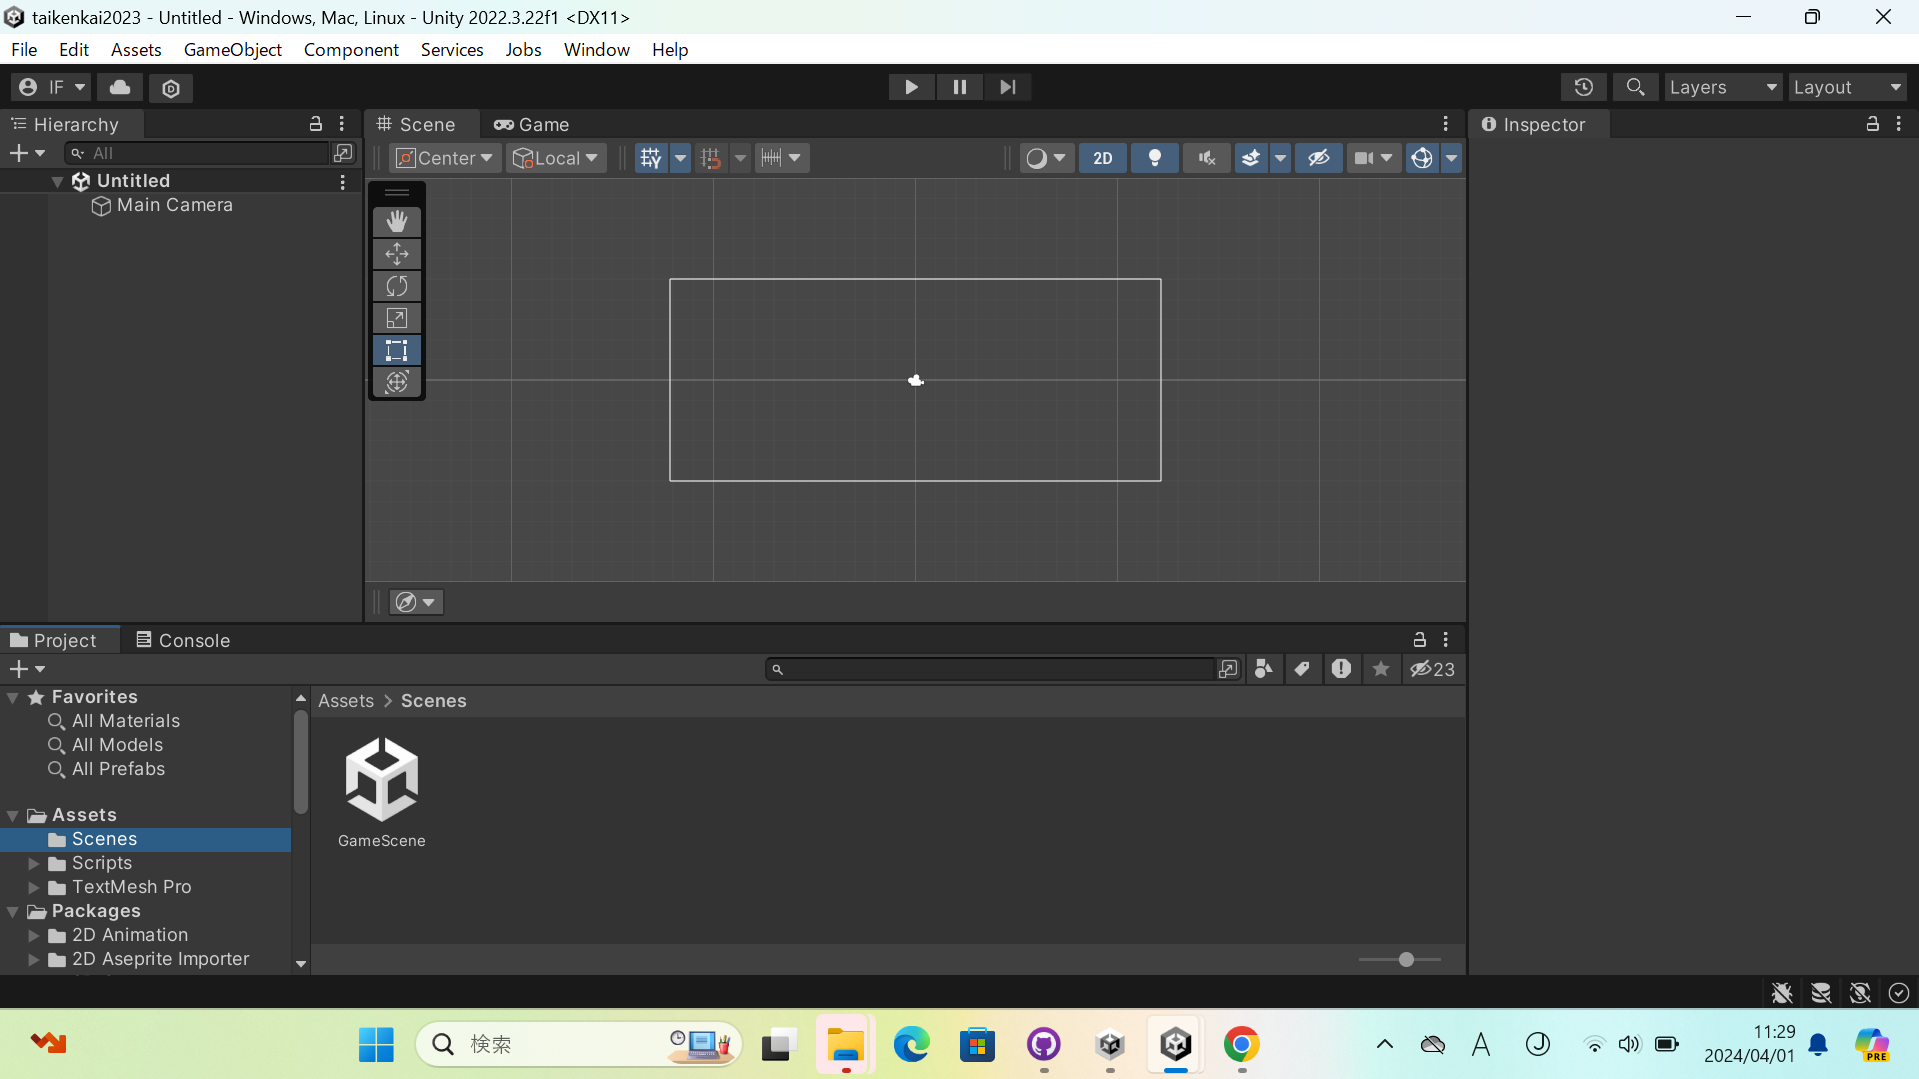 taikenkai2023 - Untitled - Windows, Mac, Linux - Unity 2022.3.22f1 <DX11>
File Edit Assets GameObject Component Services Jobs Window Help
IF Layers Layout
Hierarchy Scene Game Inspector
All Center Local 2D
Untitled
Main Camera
Project Console
23
Favorites Assets > Scenes
All Materials
All Models
All Prefabs
Assets
Scenes GameScene
Scripts
TextMesh Pro
Packages
2D Animation
2D Aseprite Importer
検索 A 11:29
2024/04/01 PRE